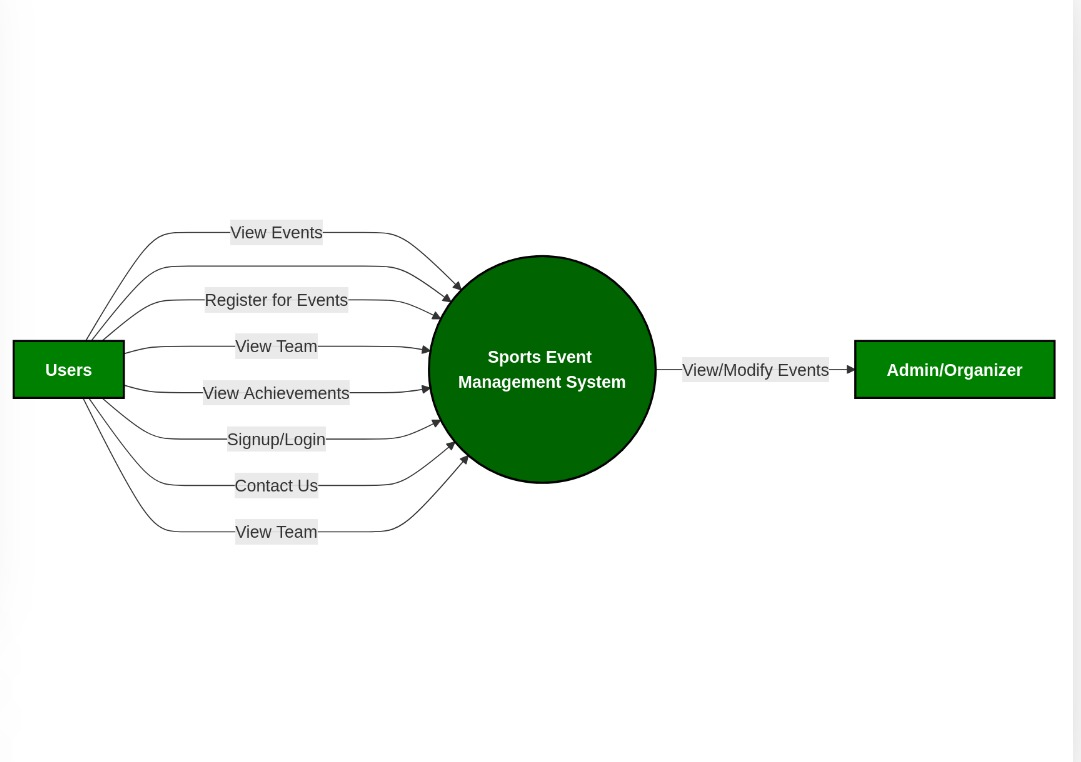 View Events
Register for Events
View Team
Users
View Achievements
Signup/Login
Contact Us
View Team
Sports Event
Management System
View/Modify Events
Admin/Organizer